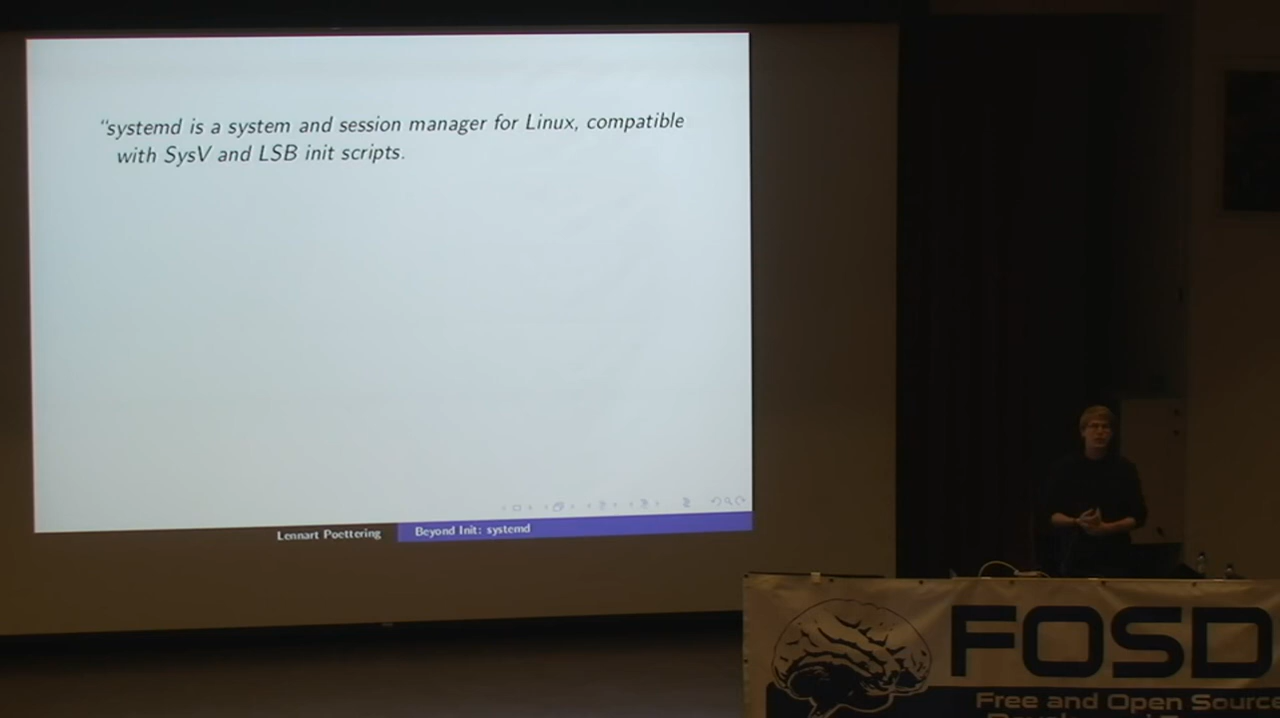 “systemd is a system and session manager for Linux, compatible
with SysV and LSB init scripts.
Lennart Poettering
Beyond Init: systemd
FOSD
Free and Open Source